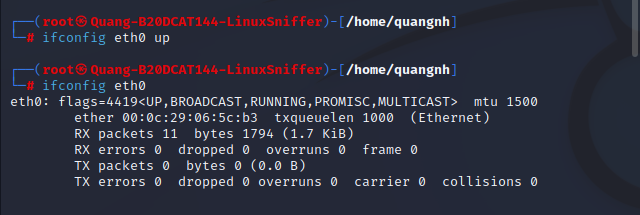 ┌──(root㉿Quang-B20DCAT144-LinuxSniffer)-[/home/quangnh]
└─# ifconfig eth0 up
┌──(root㉿Quang-B20DCAT144-LinuxSniffer)-[/home/quangnh]
└─# ifconfig eth0
eth0: flags=4419<UP,BROADCAST,RUNNING,PROMISC,MULTICAST>  mtu 1500
        ether 00:0c:29:06:5c:b3  txqueuelen 1000  (Ethernet)
        RX packets 11  bytes 1794 (1.7 KiB)
        RX errors 0  dropped 0  overruns 0  frame 0
        TX packets 0  bytes 0 (0.0 B)
        TX errors 0  dropped 0 overruns 0  carrier 0  collisions 0